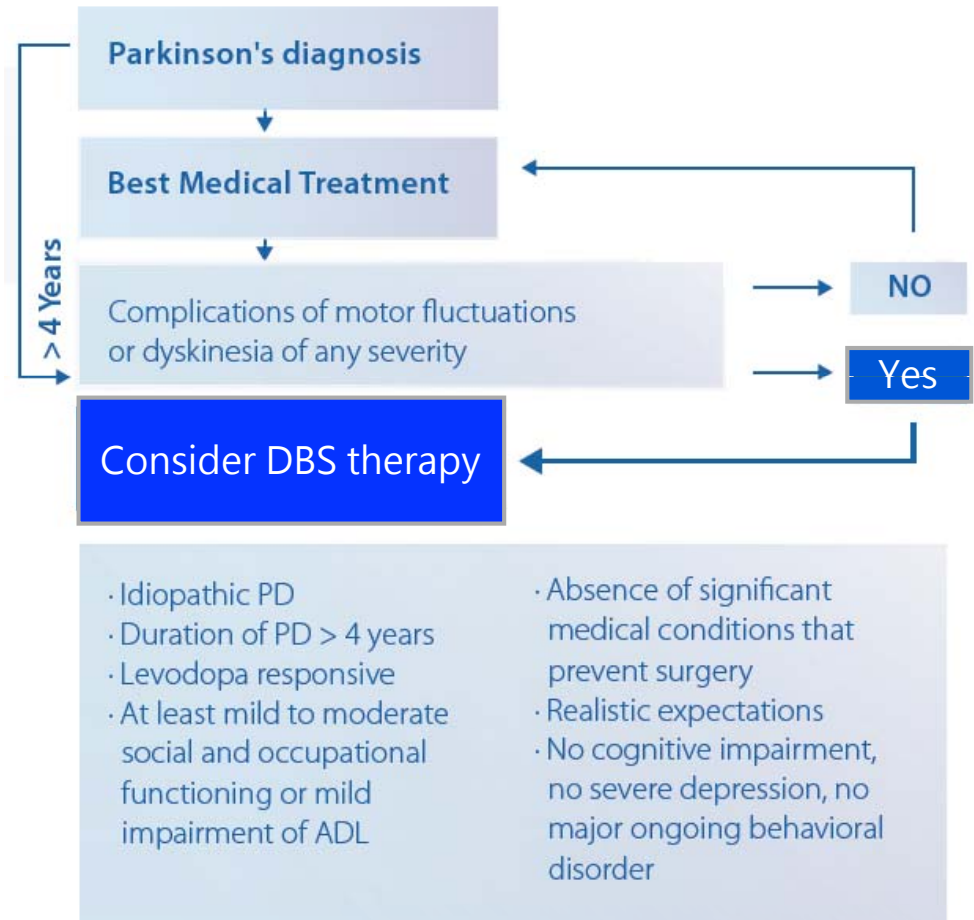 Parkinson's diagnosis
Best Medical Treatment
> 4 Years
Complications of motor fluctuations
or dyskinesia of any severity
NO
Yes
Consider DBS therapy
· Idiopathic PD
· Duration of PD > 4 years
· Levodopa responsive
· At least mild to moderate
social and occupational
functioning or mild
impairment of ADL
· Absence of significant
medical conditions that
prevent surgery
· Realistic expectations
· No cognitive impairment,
no severe depression, no
major ongoing behavioral
disorder